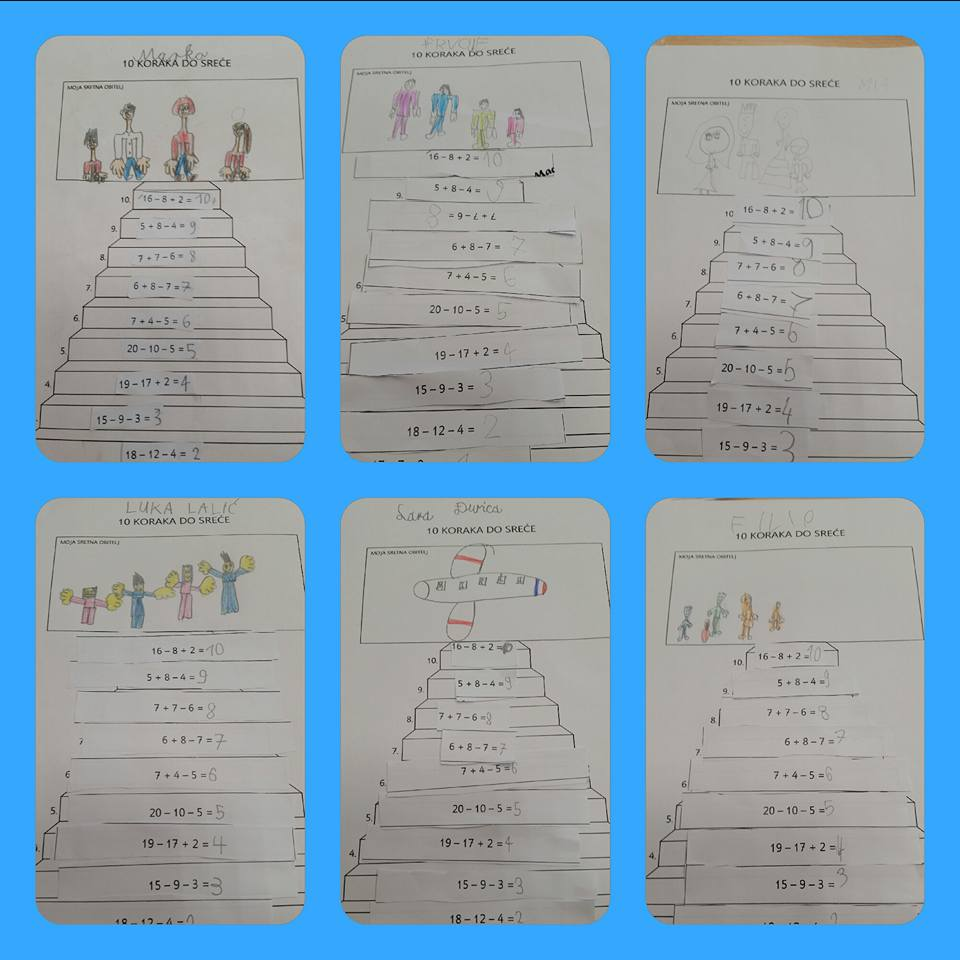 Marko
10 KORAKA DO SREĆE
MOJA SRETNA OBITELJ
10. 16 – 8 + 2 = 10
9. 5 + 8 – 4 = 9
8. 7 + 7 – 6 = 8
7. 6 + 8 – 7 = 7
6. 7 + 4 – 5 = 6
5. 20 – 10 – 5 = 5
4. 19 – 17 + 2 = 4
15 – 9 – 3 = 3
18 – 12 – 4 = 2
10 KORAKA DO SREĆE
MOJA SRETNA OBITELJ
16 – 8 + 2 = 10
Mar
9. 5 + 8 – 4 = 9
7 + 7 – 6 = 8
6 + 8 – 7 = 7
6. 7 + 4 – 5 = 6
5. 20 – 10 – 5 = 5
19 – 17 + 2 = 4
15 – 9 – 3 = 3
18 – 12 – 4 = 2
MIA
10 KORAKA DO SREĆE
MOJA SRETNA OBITELJ
10 16 – 8 + 2 = 10
9. 5 + 8 – 4 = 9
8. 7 + 7 – 6 = 8
7. 6 + 8 – 7 = 7
6. 7 + 4 – 5 = 6
5. 20 – 10 – 5 = 5
19 – 17 + 2 = 4
15 – 9 – 3 = 3
LUKA LALIĆ
10 KORAKA DO SREĆE
MOJA SRETNA OBITELJ
16 – 8 + 2 = 10
5 + 8 – 4 = 9
7 + 7 – 6 = 8
7 6 + 8 – 7 = 7
6 7 + 4 – 5 = 6
5. 20 – 10 – 5 = 5
19 – 17 + 2 = 4
15 – 9 – 3 = 3
18 – 12 – 4 = 2
Lara Đurica
10 KORAKA DO SREĆE
MOJA SRETNA OBITELJ
10. 16 – 8 + 2 =
9. 5 + 8 – 4 = 9
8. 7 + 7 – 6 = 8
7. 6 + 8 – 7 = 7
6. 7 + 4 – 5 = 6
5. 20 – 10 – 5 = 5
4. 19 – 17 + 2 = 4
15 – 9 – 3 = 3
18 – 12 – 4 = 2
10 KORAKA DO SREĆE
MOJA SRETNA OBITELJ
10. 16 – 8 + 2 = 10
9. 5 + 8 – 4 = 9
8. 7 + 7 – 6 = 8
7. 6 + 8 – 7 = 7
6 7 + 4 – 5 = 6
5. 20 – 10 – 5 = 5
4. 19 – 17 + 2 = 4
15 – 9 – 3 = 3